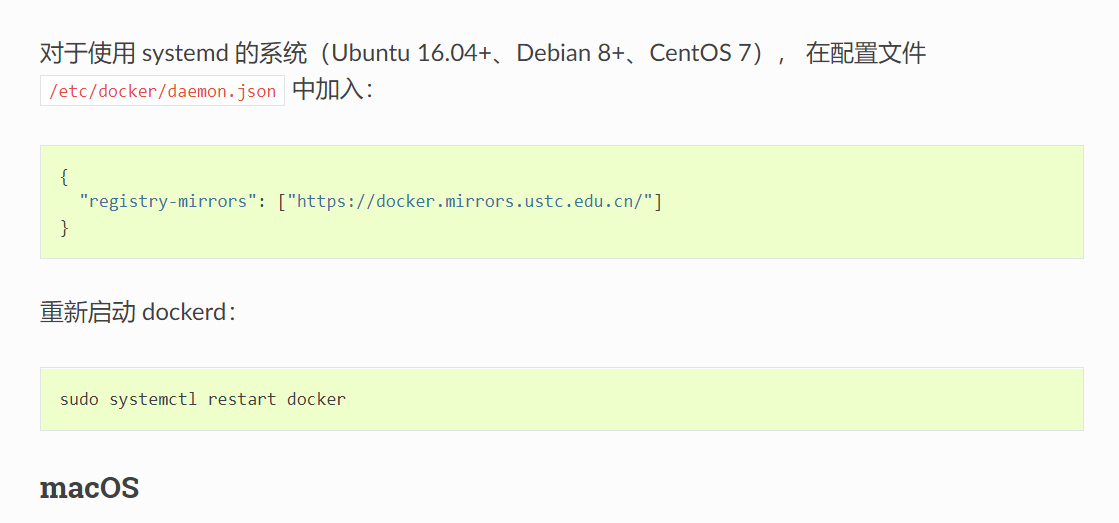 对于使用 systemd 的系统（Ubuntu 16.04+、Debian 8+、CentOS 7）， 在配置文件
/etc/docker/daemon.json 中加入：
{
  "registry-mirrors": ["https://docker.mirrors.ustc.edu.cn/"]
}
重新启动 dockerd：
sudo systemctl restart docker
macOS